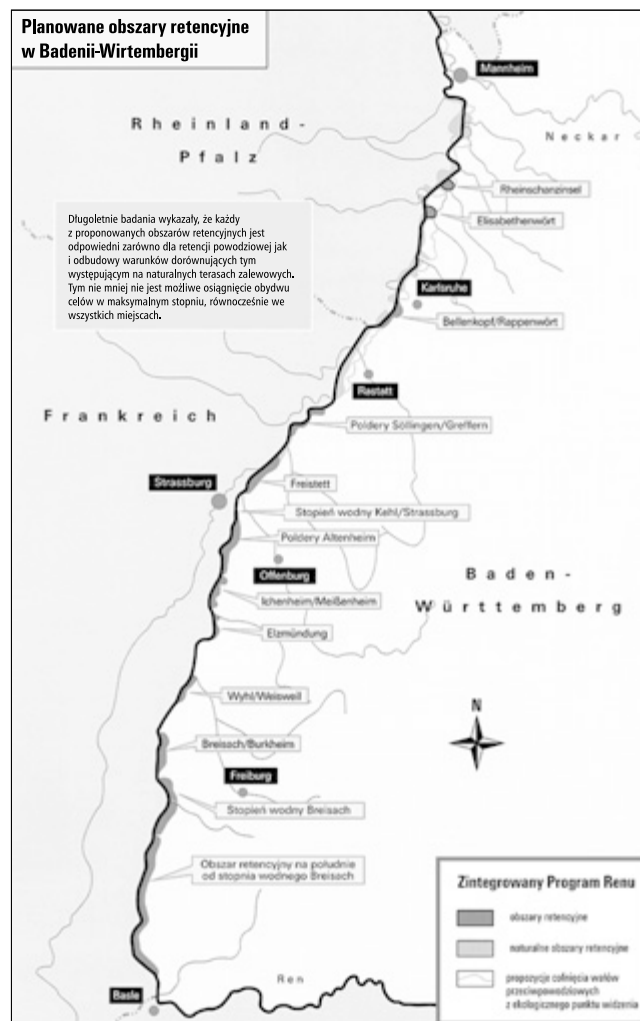 Planowane obszary retencyjne
w Badenii-Wirtembergii
Mannheim
Rheinland-
Pfalz
Neckar
Rheinschanzinsel
Elisabethenwört
Długoletnie badania wykazały, że każdy
z proponowanych obszarów retencyjnych jest
odpowiedni zarówno dla retencji powodziowej jak
i odbudowy warunków dorównujących tym
występującym na naturalnych terasach zalewowych.
Tym nie mniej nie jest możliwe osiągnięcie obydwu
celów w maksymalnym stopniu, równocześnie we
wszystkich miejscach.
Karlsruhe
Bellenkopf/Rappenwört
Rastatt
Frankreich
Poldery Söllingen/Greffern
Strassburg
Freistett
Stopień wodny Kehl/Strassburg
Poldery Altenheim
Offenburg
Baden-
Württemberg
Ichenheim/Meißenheim
Elzmündung
Wyhl/Weisweil
N
Breisach/Burkheim
Freiburg
Stopień wodny Breisach
Obszar retencyjny na południe
od stopnia wodnego Breisach
Zintegrowany Program Renu
obszary retencyjne
naturalne obszary retencyjne
propozycje cofnięcia wałów
przeciwpowodziowych
z ekologicznego punktu widzenia
Basle
Ren